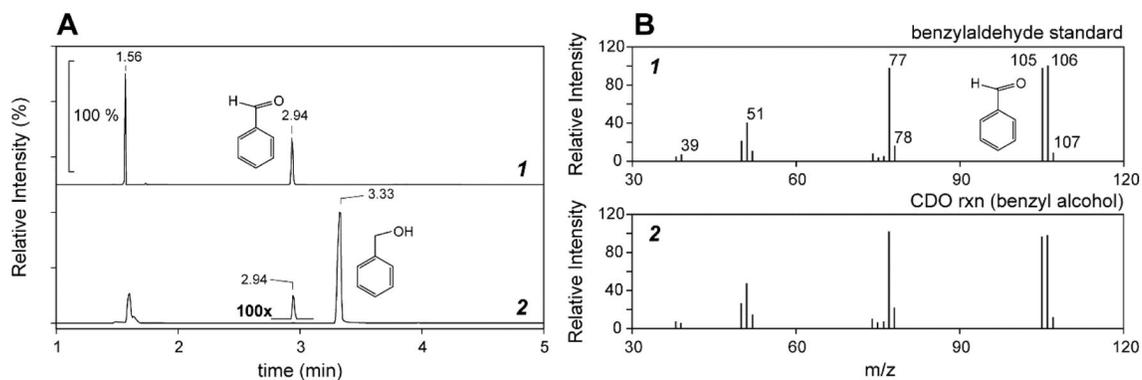 A
Relative Intensity (%)
1.56
100 %
H
O
2.94
1
3.33
OH
2.94
100x
2
1
2
3
4
5
time (min)
B
benzylaldehyde standard
Relative Intensity
120
80
40
0
1
39
51
77
78
105
106
107
H
O
30
60
90
120
CDO rxn (benzyl alcohol)
Relative Intensity
120
80
40
0
2
30
60
90
120
m/z